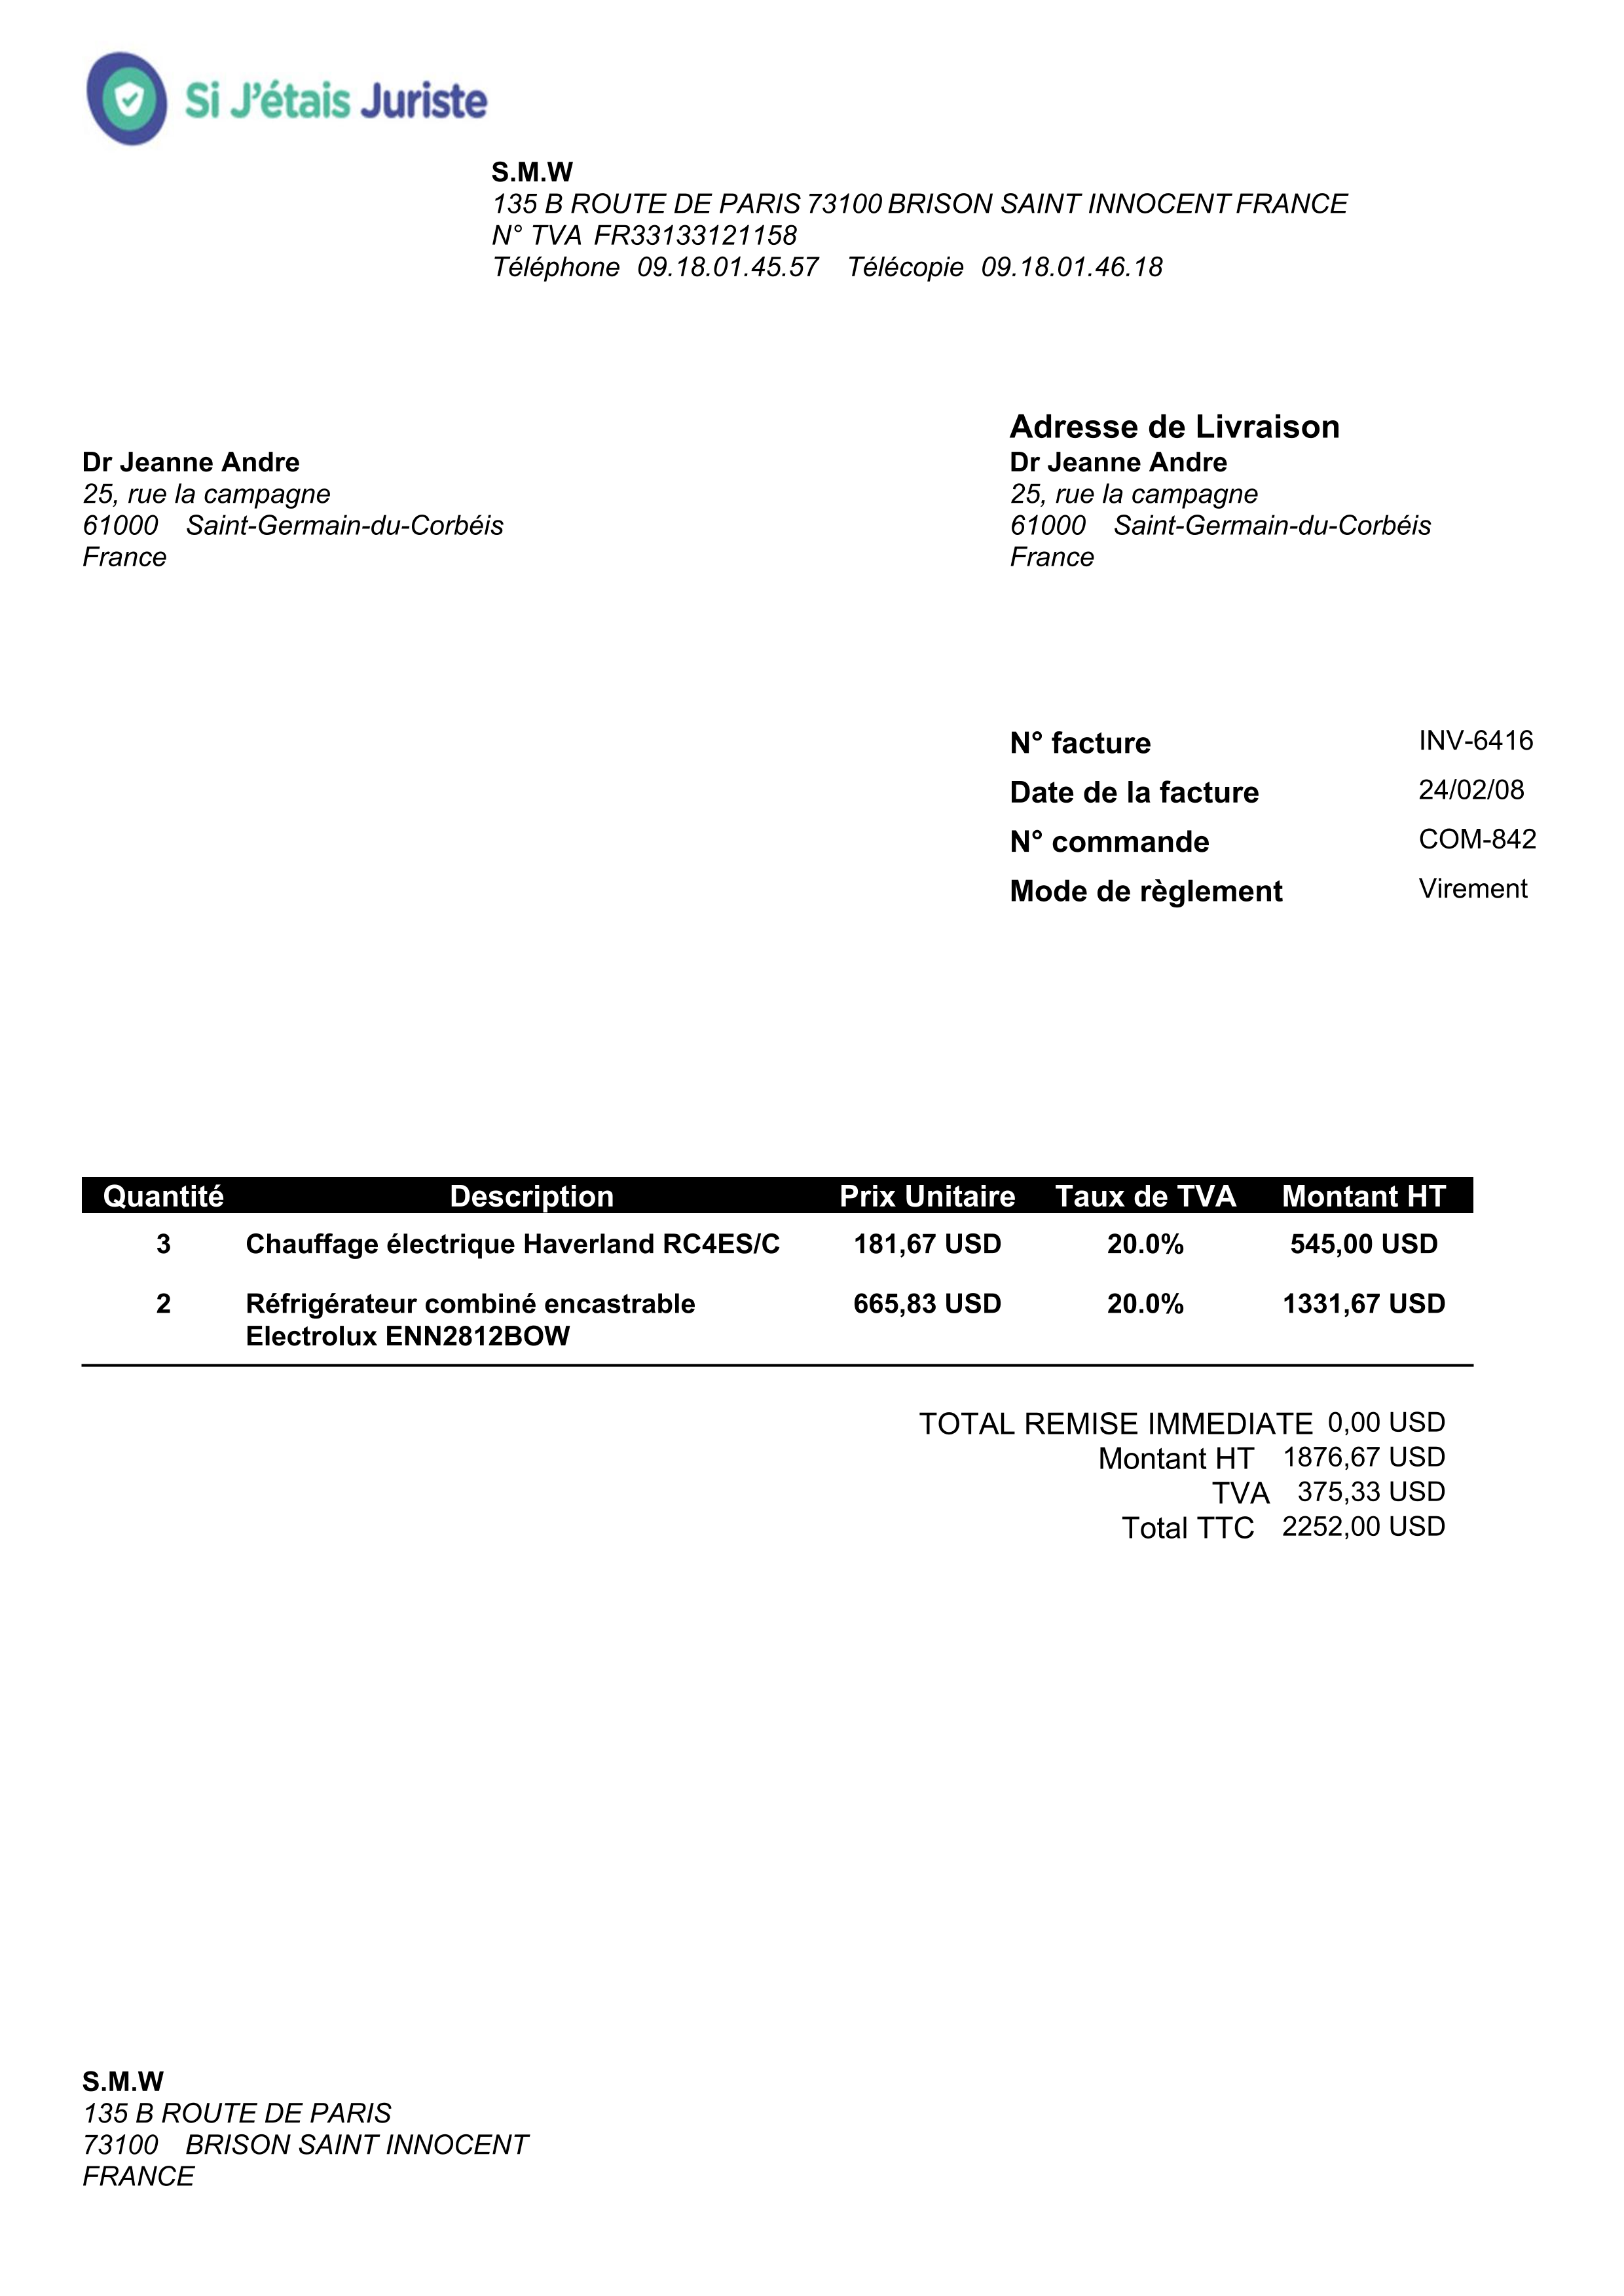 Si J'étais Juriste
S.M.W
135 B ROUTE DE PARIS 73100 BRISON SAINT INNOCENT FRANCE
N° TVA FR33133121158
Téléphone 09.18.01.45.57 Télécopie 09.18.01.46.18
Dr Jeanne Andre
25, rue la campagne
61000 Saint-Germain-du-Corbéis
France
Adresse de Livraison
Dr Jeanne Andre
25, rue la campagne
61000 Saint-Germain-du-Corbéis
France
N° facture INV-6416
Date de la facture 24/02/08
N° commande COM-842
Mode de règlement Virement
Quantité Description Prix Unitaire Taux de TVA Montant HT
3 Chauffage électrique Haverland RC4ES/C 181,67 USD 20.0% 545,00 USD
2 Réfrigérateur combiné encastrable 665,83 USD 20.0% 1331,67 USD
Electrolux ENN2812BOW
TOTAL REMISE IMMEDIATE 0,00 USD
Montant HT 1876,67 USD
TVA 375,33 USD
Total TTC 2252,00 USD
S.M.W
135 B ROUTE DE PARIS
73100 BRISON SAINT INNOCENT
FRANCE